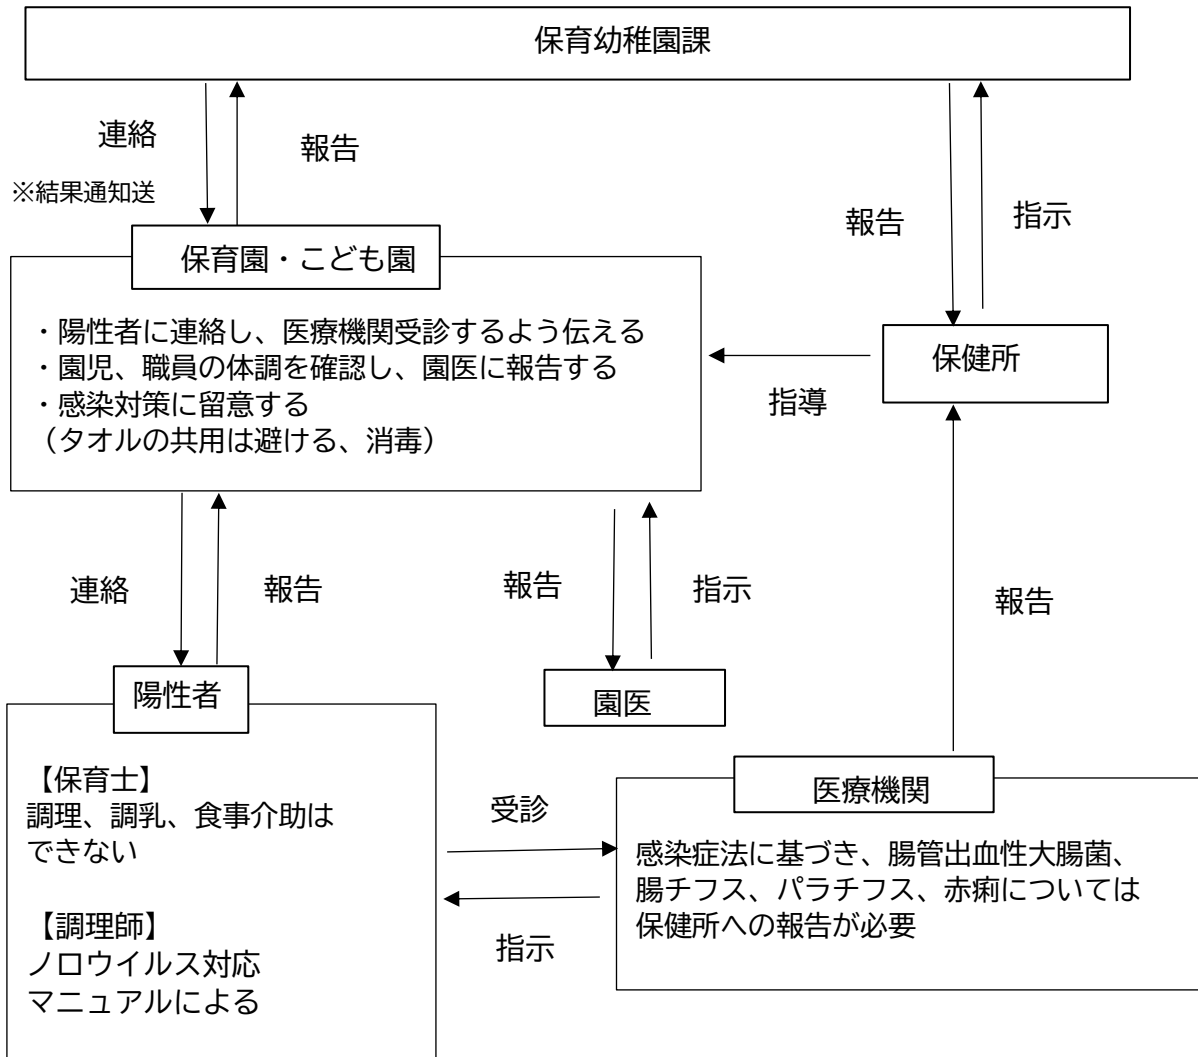 保育幼稚園課
連絡
報告
※結果通知送
報告
指示
保育園・こども園
・陽性者に連絡し、医療機関受診するよう伝える
・園児、職員の体調を確認し、園医に報告する
・感染対策に留意する
（タオルの共用は避ける、消毒）
指導
保健所
連絡
報告
報告
指示
報告
陽性者
園医
【保育士】
調理、調乳、食事介助は
できない
【調理師】
ノロウイルス対応
マニュアルによる
受診
指示
医療機関
感染症法に基づき、腸管出血性大腸菌、
腸チフス、パラチフス、赤痢については
保健所への報告が必要